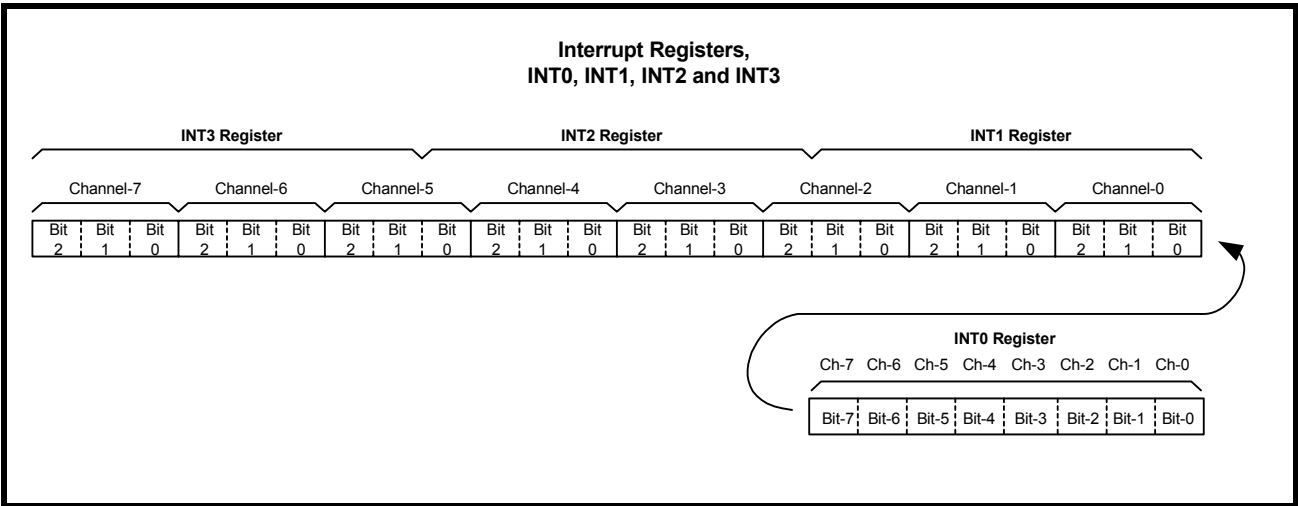 Interrupt Registers,
INT0, INT1, INT2 and INT3
INT3 Register INT2 Register INT1 Register
Channel-7 Channel-6 Channel-5 Channel-4 Channel-3 Channel-2 Channel-1 Channel-0
Bit Bit Bit Bit Bit Bit Bit Bit Bit Bit Bit Bit Bit Bit Bit Bit Bit Bit Bit Bit Bit Bit Bit Bit
2 1 0 2 1 0 2 1 0 2 1 0 2 1 0 2 1 0 2 1 0 2 1 0
INT0 Register
Ch-7 Ch-6 Ch-5 Ch-4 Ch-3 Ch-2 Ch-1 Ch-0
Bit-7 Bit-6 Bit-5 Bit-4 Bit-3 Bit-2 Bit-1 Bit-0